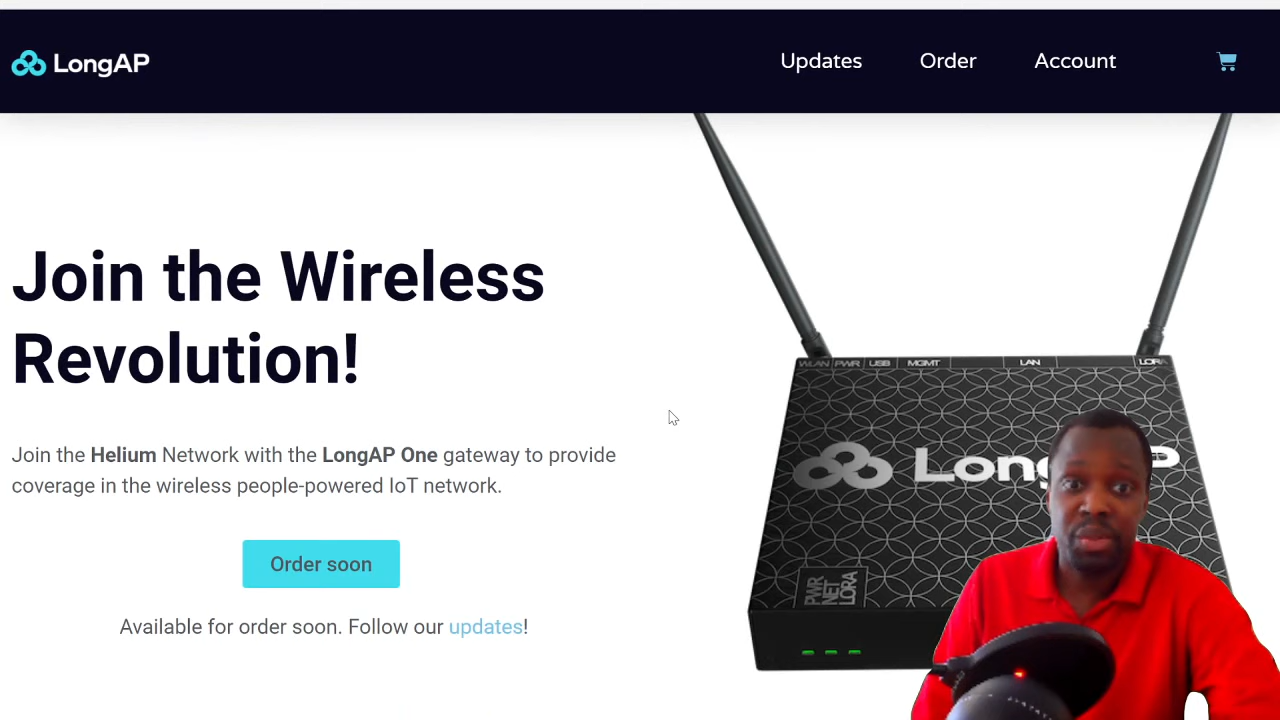 LongAP
Updates
Order
Account
Join the Wireless
Revolution!
Join the Helium Network with the LongAP One gateway to provide
coverage in the wireless people-powered IoT network.
Order soon
Available for order soon. Follow our updates!
WLAN PWR USB MGMT LAN LORA
PWR
NET
LORA